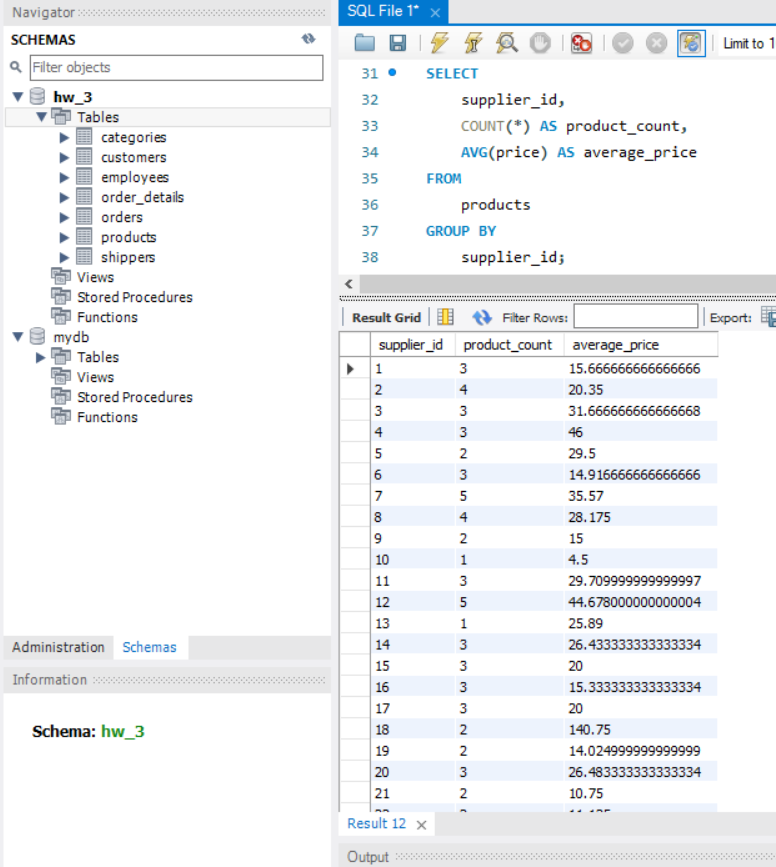 Navigator
SCHEMAS
Filter objects
hw_3
Tables
categories
customers
employees
order_details
orders
products
shippers
Views
Stored Procedures
Functions
mydb
Tables
Views
Stored Procedures
Functions
Administration Schemas
Information
Schema: hw_3
SQL File 1* ×
Limit to 1
31 SELECT
32 supplier_id,
33 COUNT(*) AS product_count,
34 AVG(price) AS average_price
35 FROM
36 products
37 GROUP BY
38 supplier_id;
Result Grid Filter Rows: Export:
supplier_id product_count average_price
1 3 15.666666666666666
2 4 20.35
3 3 31.666666666666668
4 3 46
5 2 29.5
6 3 14.916666666666666
7 5 35.57
8 4 28.175
9 2 15
10 1 4.5
11 3 29.709999999999997
12 5 44.678000000000004
13 1 25.89
14 3 26.433333333333334
15 3 20
16 3 15.333333333333334
17 3 20
18 2 140.75
19 2 14.024999999999999
20 3 26.483333333333334
21 2 10.75
Result 12 ×
Output